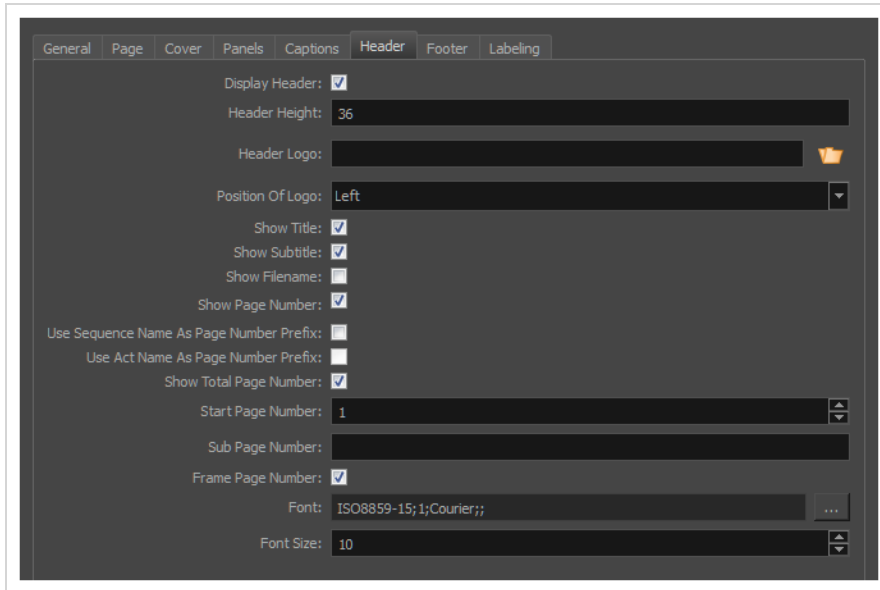 General Page Cover Panels Captions Header Footer Labeling
Display Header:
Header Height: 36
Header Logo:
Position Of Logo: Left
Show Title:
Show Subtitle:
Show Filename:
Show Page Number:
Use Sequence Name As Page Number Prefix:
Use Act Name As Page Number Prefix:
Show Total Page Number:
Start Page Number: 1
Sub Page Number:
Frame Page Number:
Font: ISO8859-15;1;Courier;; ...
Font Size: 10